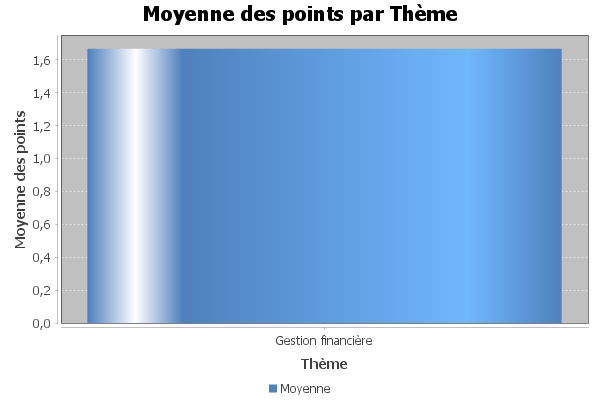 Moyenne des points par Thème
1,6
1,4
1,2
1,0
0,8
0,6
0,4
0,2
0,0
Moyenne des points
Gestion financière
Thème
Moyenne